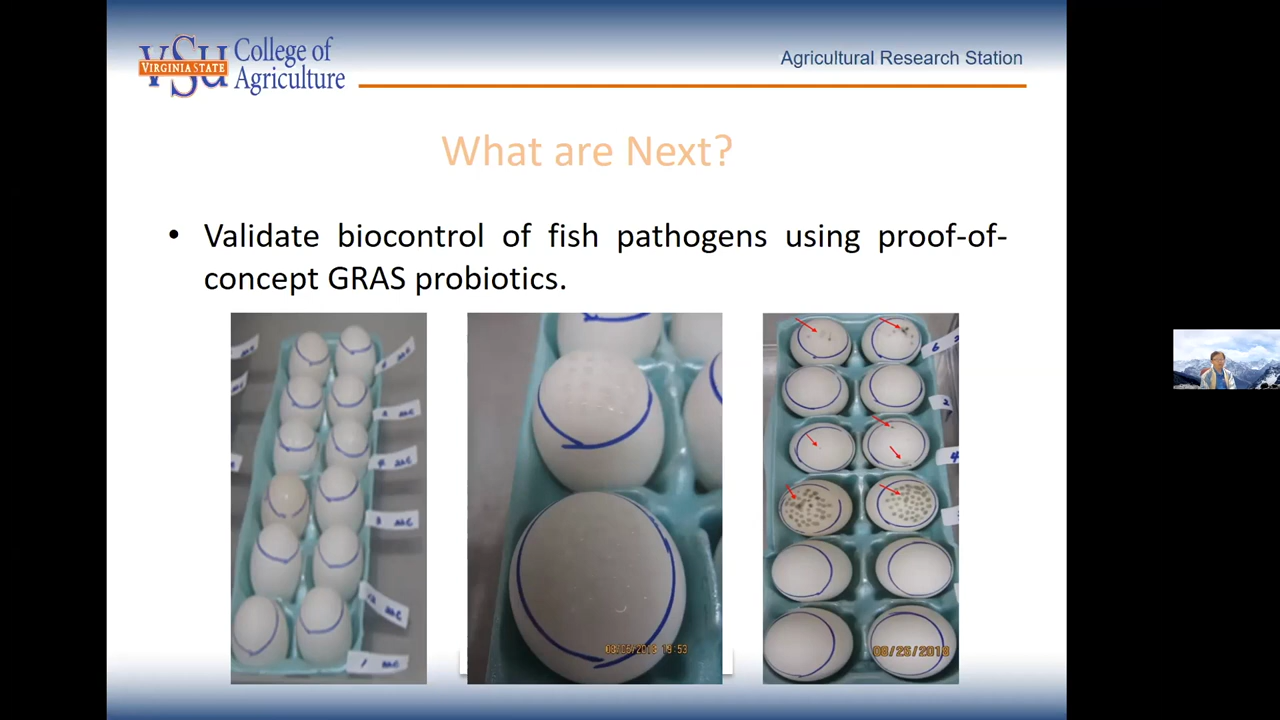 VSU
VIRGINIA STATE
College of
Agriculture
Agricultural Research Station
What are Next?
• Validate biocontrol of fish pathogens using proof-of-
concept GRAS probiotics.
08/26/2018